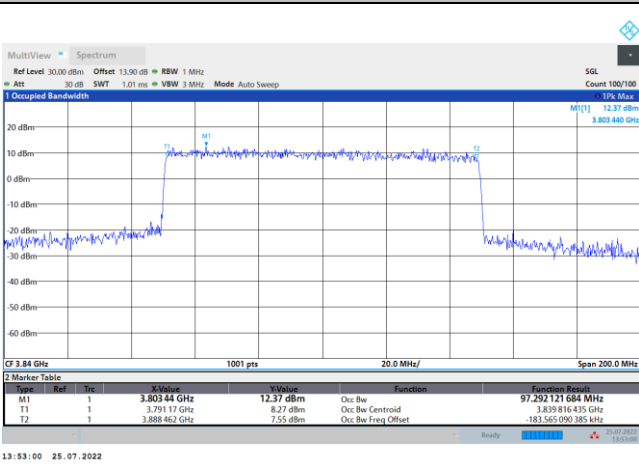 MultiView Spectrum
Ref Level 30.00 dBm Offset 13.90 dB RBW 1 MHz SGL
Att 30 dB SWT 1.01 ms VBW 3 MHz Mode Auto Sweep Count 100/100
1 Occupied Bandwidth 1Pk Max
M1[1] 12.37 dBm
3.803 440 GHz
20 dBm
M1
T1 T2
10 dBm
0 dBm
-10 dBm
-20 dBm
-30 dBm
-40 dBm
-50 dBm
-60 dBm
CF 3.84 GHz 1001 pts 20.0 MHz/ Span 200.0 MHz
2 Marker Table
Type Ref Trc X-Value Y-Value Function Function Result
M1 1 3.803 44 GHz 12.37 dBm Occ Bw 97.292 121 684 MHz
T1 1 3.791 17 GHz 8.27 dBm Occ Bw Centroid 3.839 816 435 GHz
T2 1 3.888 458 GHz 7.55 dBm Occ Bw Freq Offset -183.565 090 385 kHz
Ready 25.07.2022
13:53:00
13:53:00 25.07.2022